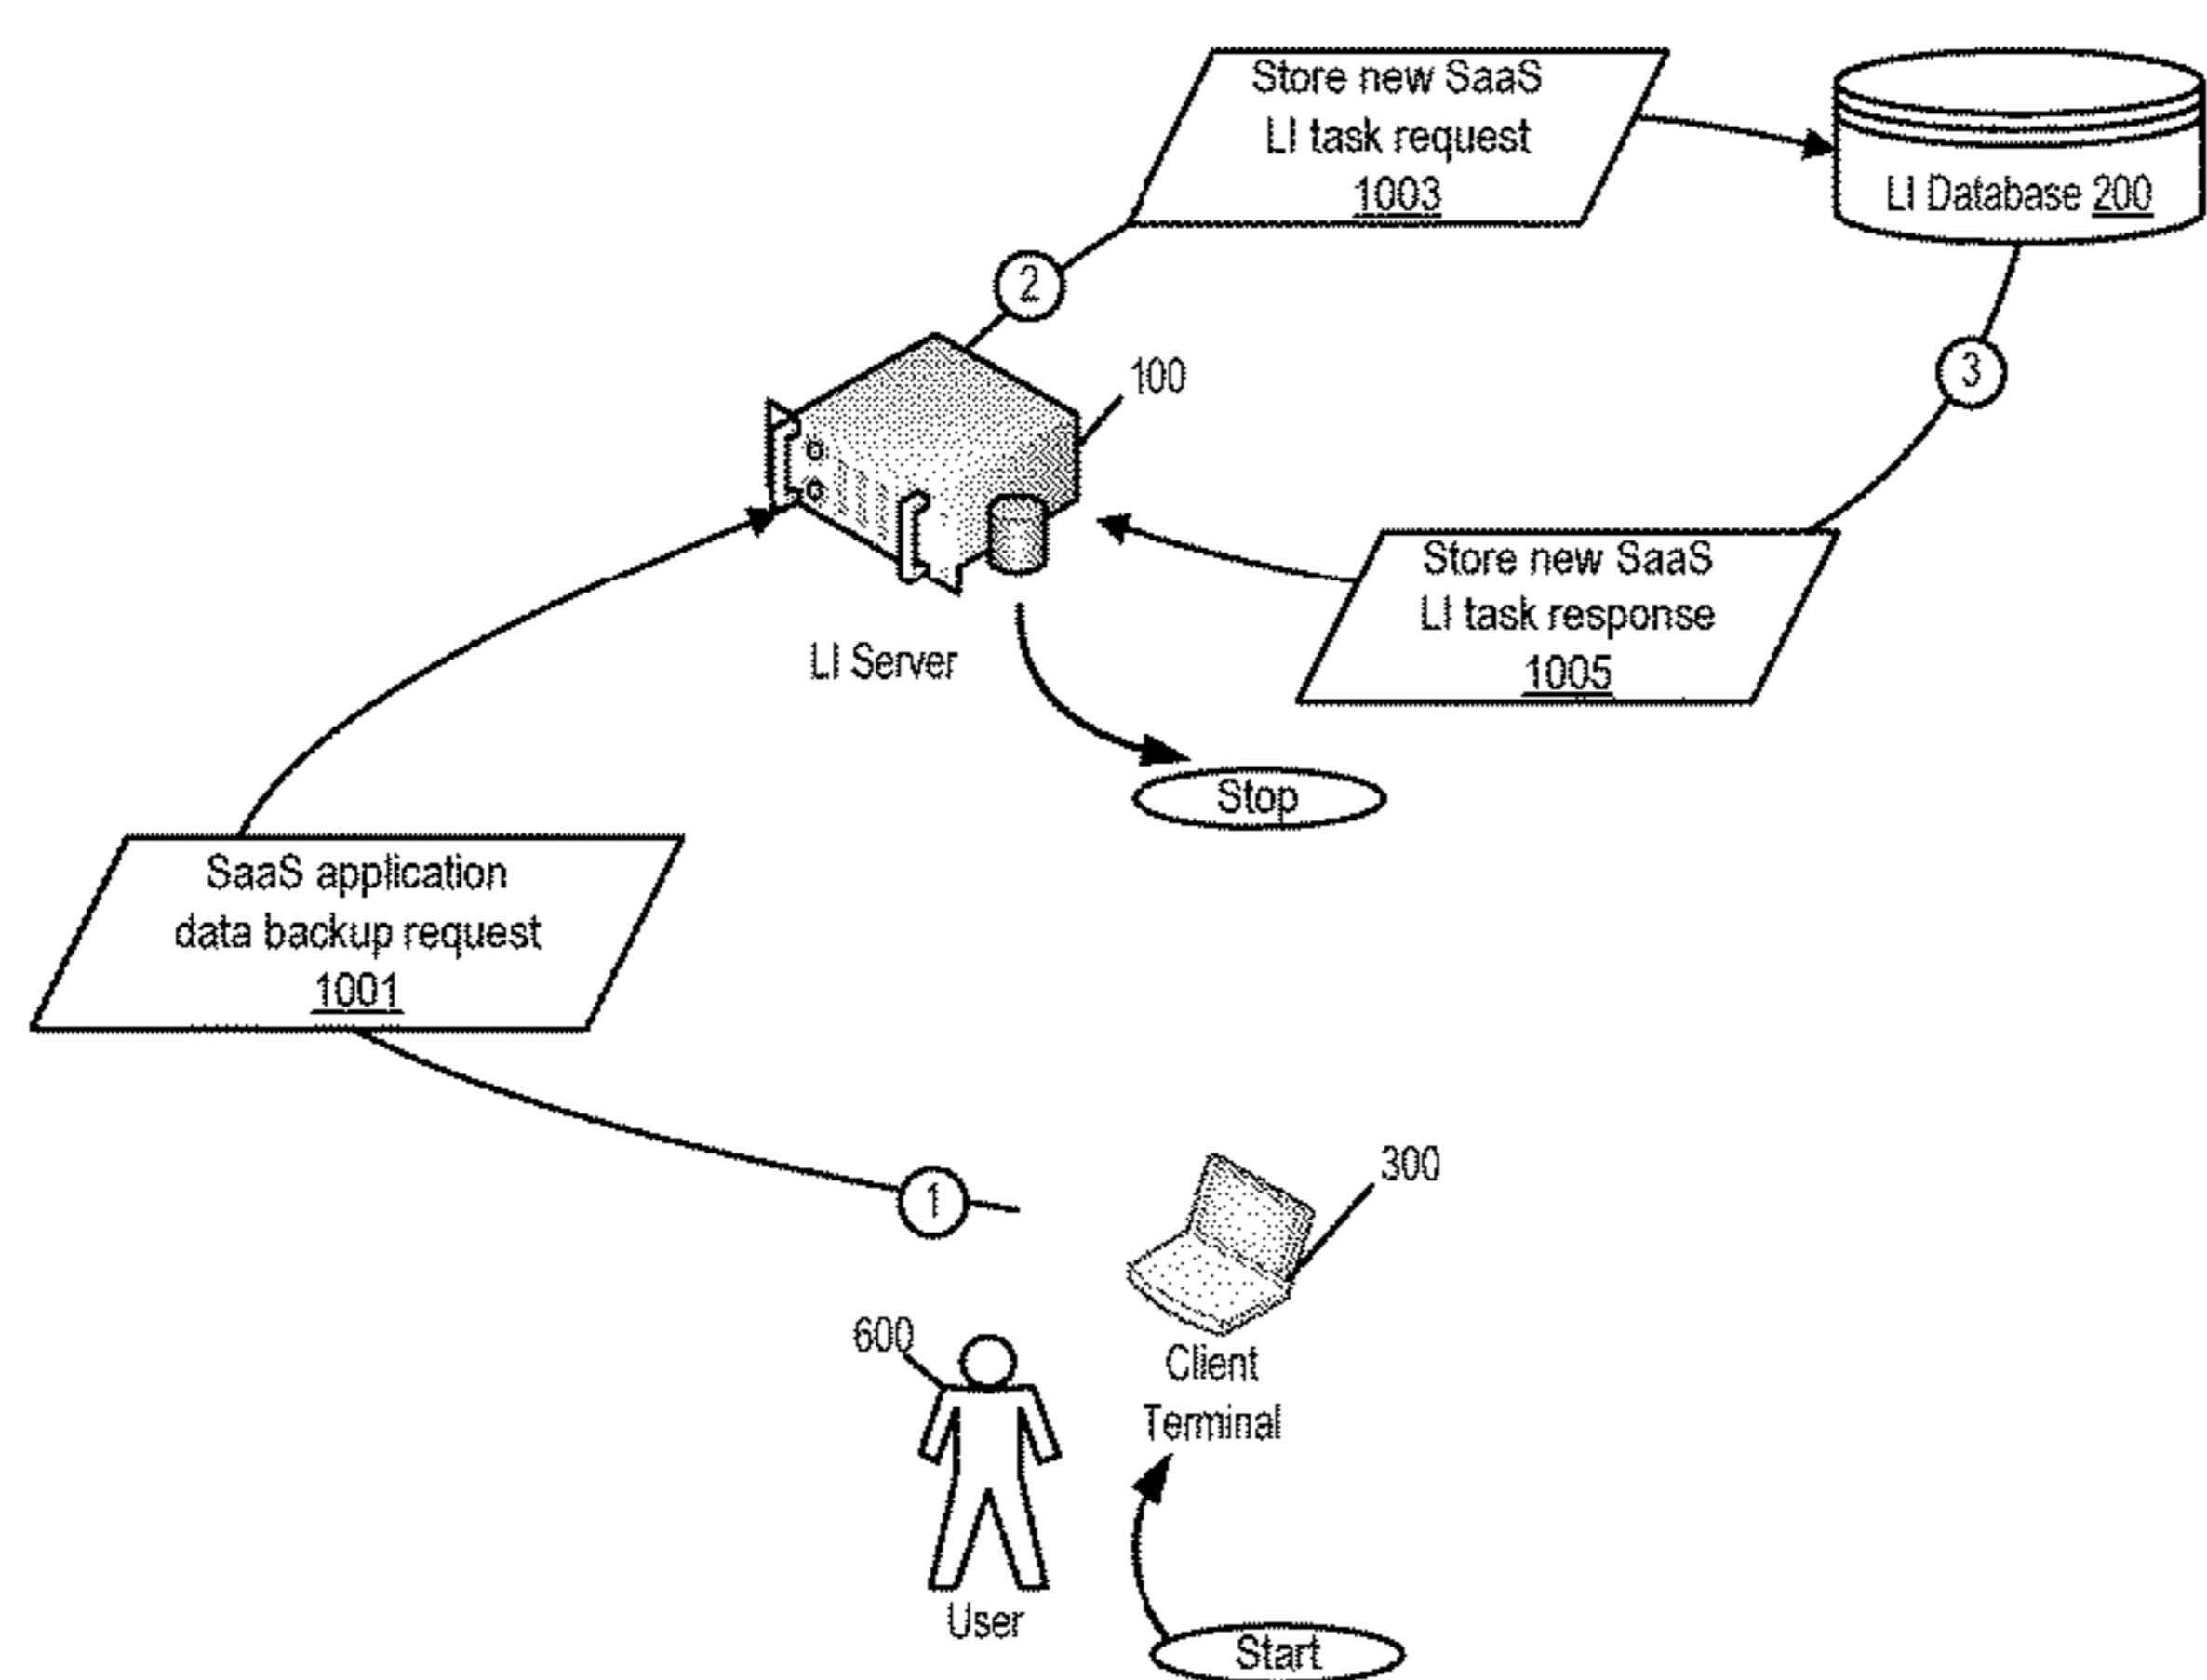 Store new SaaS
LI task request
1003
LI Database 200
2
3
100
Store new SaaS
LI task response
1005
LI Server
Stop
SaaS application
data backup request
1001
1
300
600
Client
Terminal
User
Start